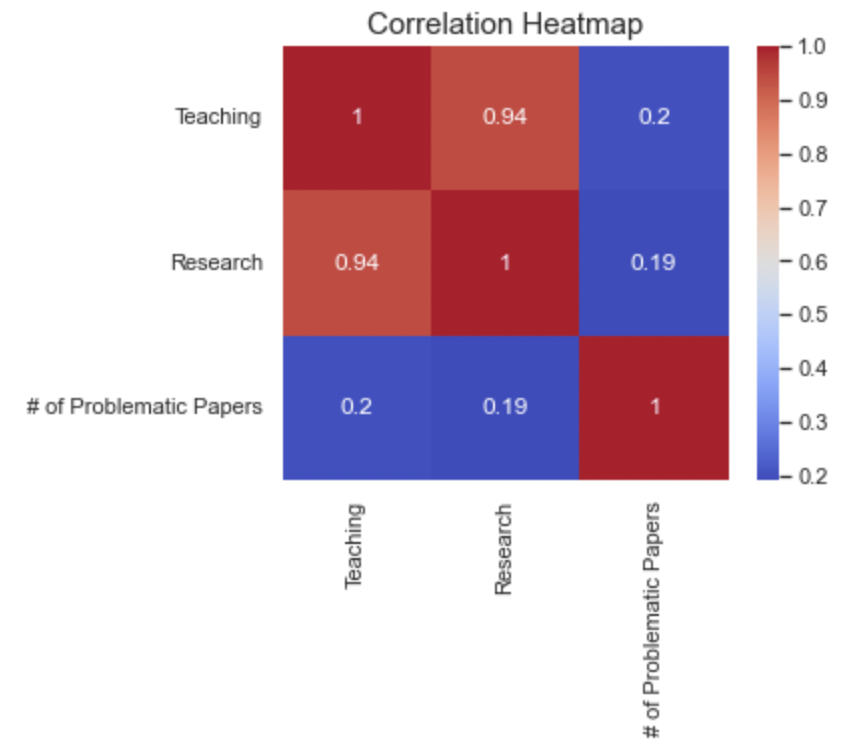 Correlation Heatmap
Teaching 1 0.94 0.2
Research 0.94 1 0.19
# of Problematic Papers 0.2 0.19 1
Teaching
Research
# of Problematic Papers
1.0
0.9
0.8
0.7
0.6
0.5
0.4
0.3
0.2